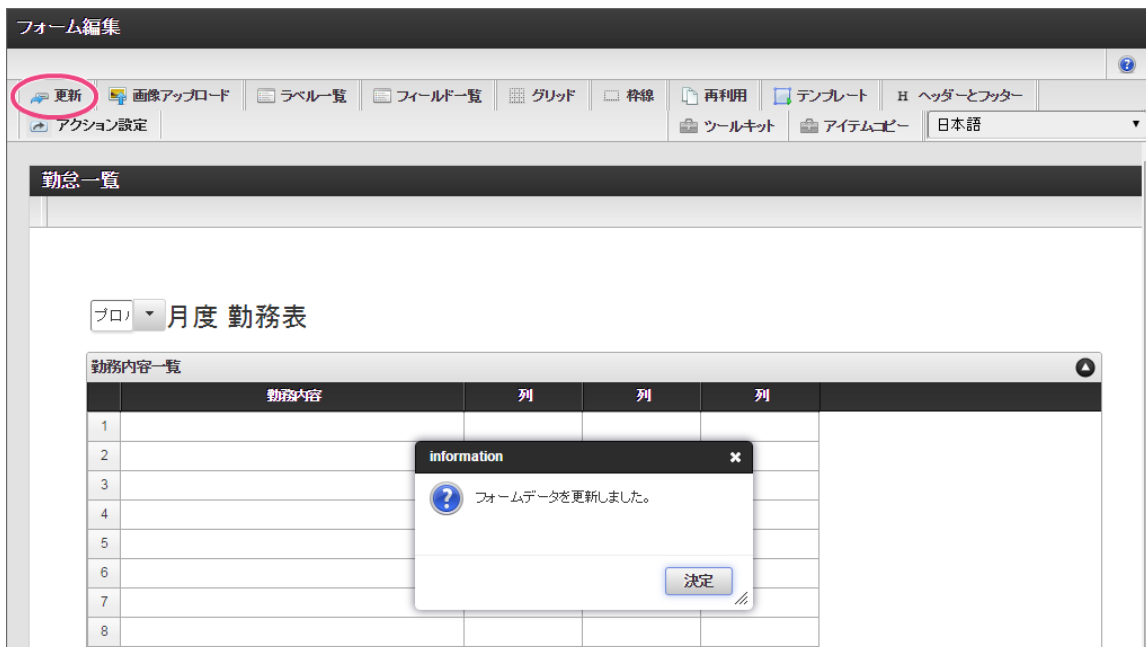 フォーム編集
更新 画像アップロード ラベル一覧 フィールド一覧 グリッド 枠線 再利用 テンプレート H ヘッダーとフッター
アクション設定 ツールキット アイテムコピー 日本語
勤怠一覧
月度 勤務表
勤務内容一覧
勤務内容 列 列 列
1
2
3
4
5
6
7
8
information
フォームデータを更新しました。
決定